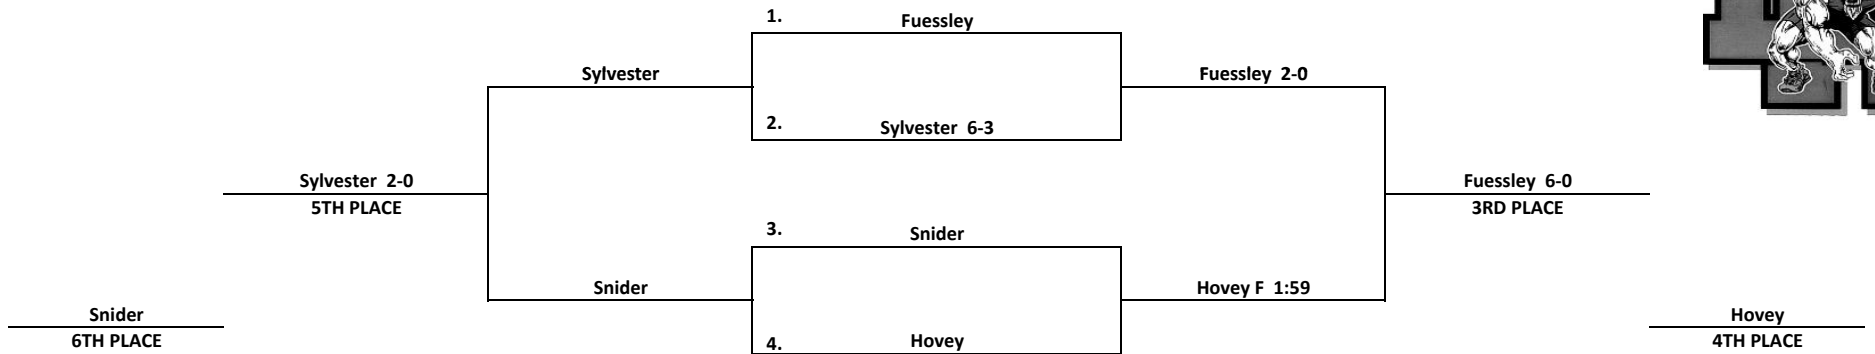 1. Fuessley
Sylvester
Fuessley 2-0
2. Sylvester 6-3
Sylvester 2-0
5TH PLACE
Fuessley 6-0
3RD PLACE
3. Snider
Snider
Hovey F 1:59
Snider
6TH PLACE
4. Hovey
Hovey
4TH PLACE